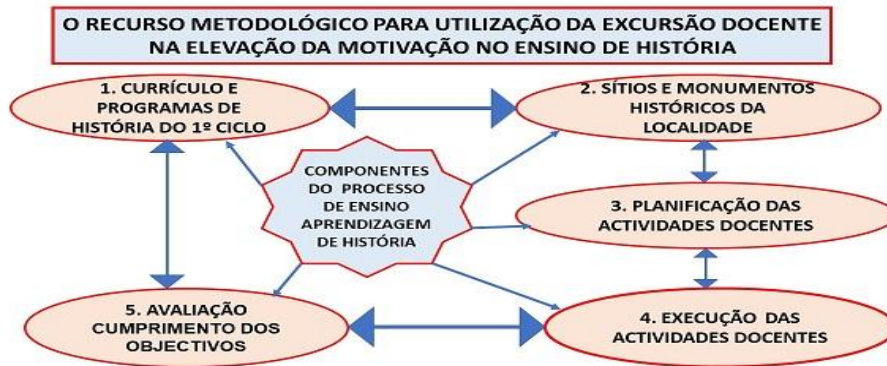 O RECURSO METODOLÓGICO PARA UTILIZAÇÃO DA EXCURSÃO DOCENTE
NA ELEVAÇÃO DA MOTIVAÇÃO NO ENSINO DE HISTÓRIA
1. CURRÍCULO E
PROGRAMAS DE
HISTÓRIA DO 1º CICLO
2. SÍTIOS E MONUMENTOS
HISTÓRICOS DA
LOCALIDADE
COMPONENTES
DO PROCESSO
DE ENSINO
APRENDIZAGEM
DE HISTÓRIA
3. PLANIFICAÇÃO DAS
ACTIVIDADES DOCENTES
5. AVALIAÇÃO
CUMPRIMENTO DOS
OBJECTIVOS
4. EXECUÇÃO DAS
ACTIVIDADES DOCENTES